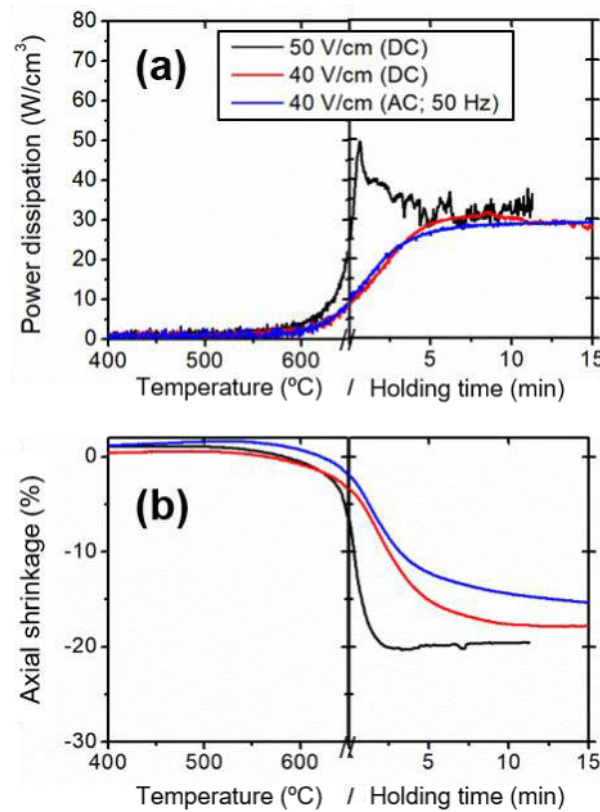 (a)
50 V/cm (DC)
40 V/cm (DC)
40 V/cm (AC; 50 Hz)
Power dissipation (W/cm³)
80
70
60
50
40
30
20
10
0
400 500 600 5 10 15
Temperature (ºC) / Holding time (min)
(b)
Axial shrinkage (%)
0
-10
-20
-30
400 500 600 5 10 15
Temperature (ºC) / Holding time (min)